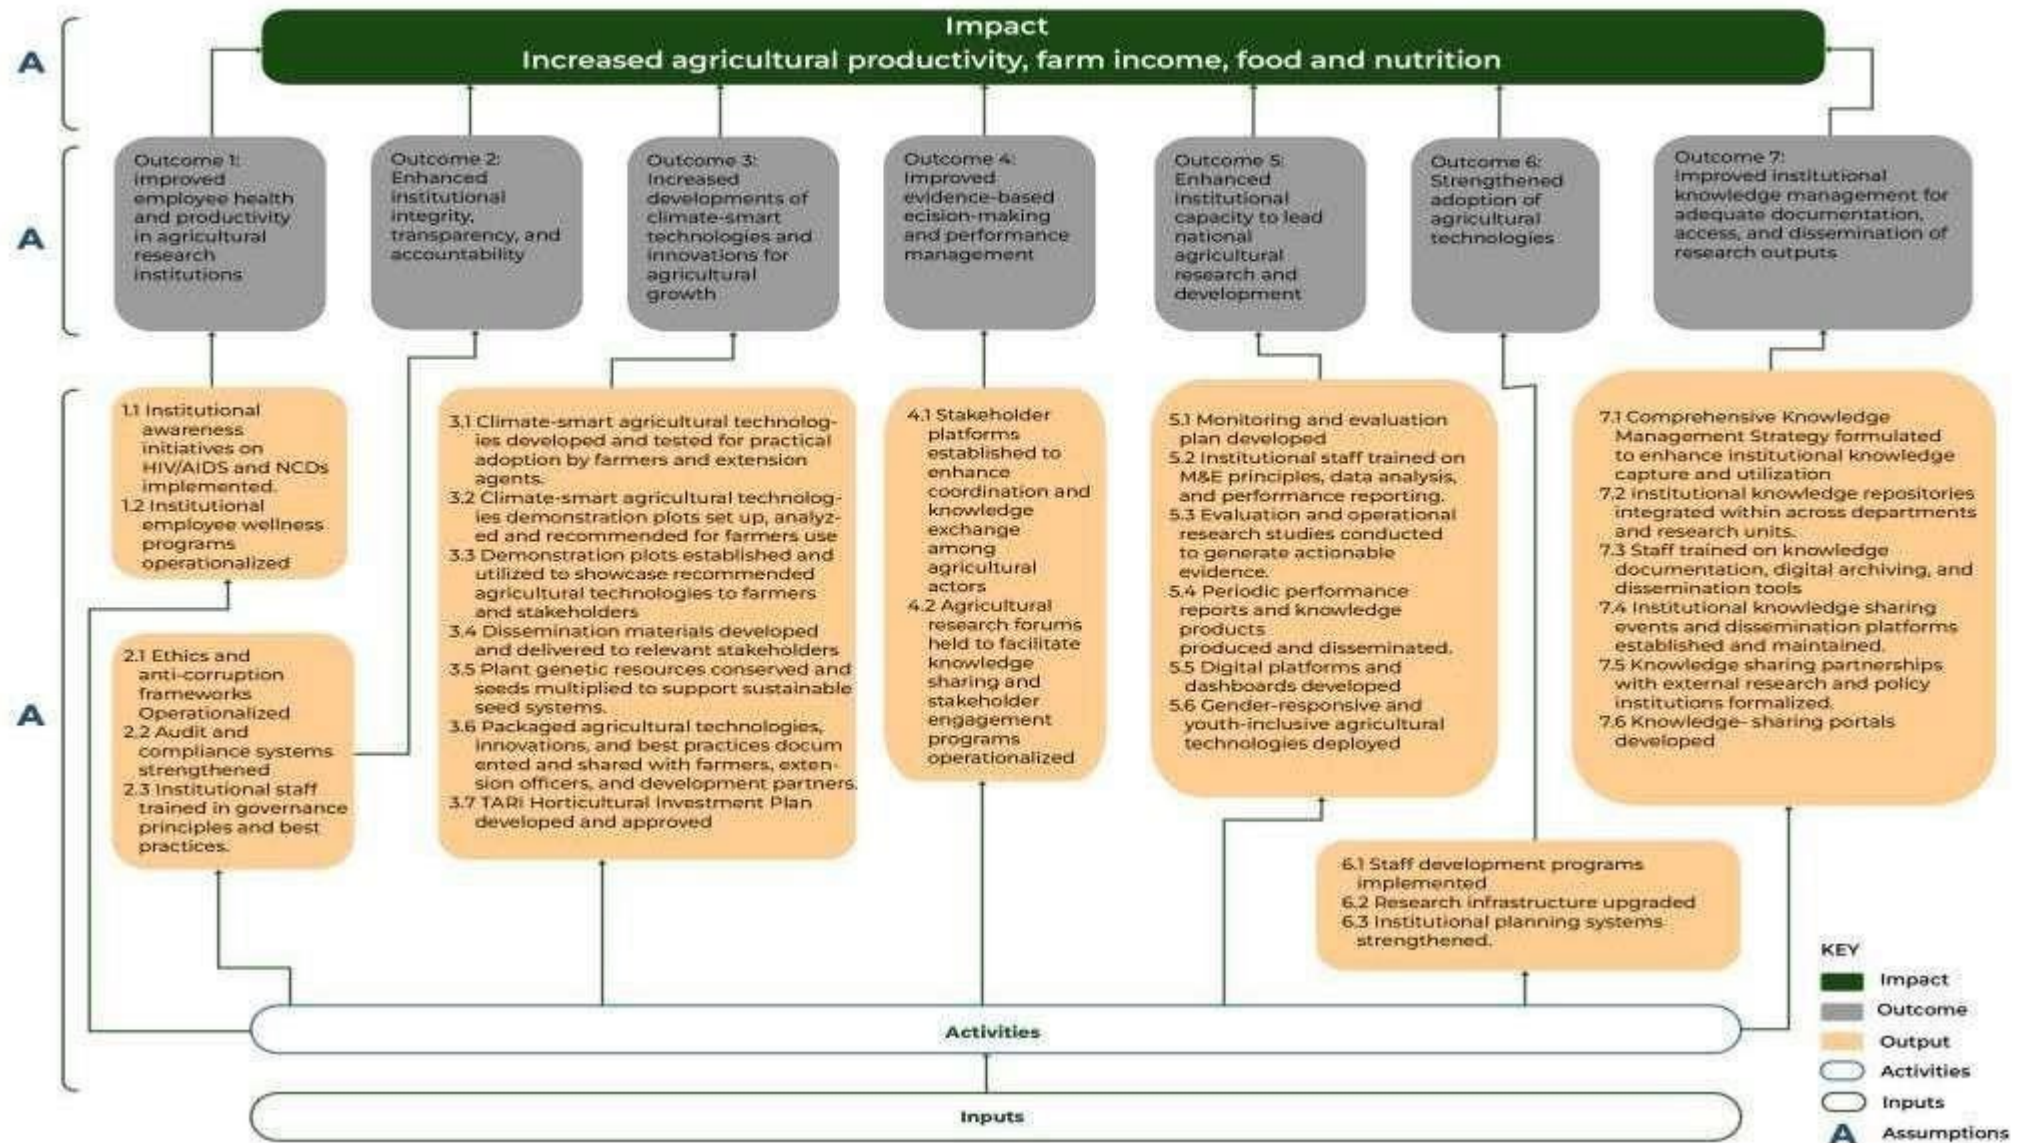 Impact
Increased agricultural productivity, farm income, food and nutrition
A
A
A
Outcome 1:
improved
employee health
and productivity
in agricultural
research
institutions
Outcome 2:
Enhanced
institutional
integrity,
transparency, and
accountability
Outcome 3:
Increased
developments of
climate-smart
technologies and
innovations for
agricultural
growth
Outcome 4:
Improved
evidence-based
ecision-making
and performance
management
Outcome 5:
Enhanced
institutional
capacity to lead
national
agricultural
research and
development
Outcome 6:
Strengthened
adoption of
agricultural
technologies
Outcome 7:
Improved institutional
knowledge management for
adequate documentation,
access, and dissemination of
research outputs
1.1 Institutional
awareness
initiatives on
HIV/AIDS and NCDs
implemented.
1.2 Institutional
employee wellness
programs
operationalized
2.1 Ethics and
anti-corruption
frameworks
Operationalized
2.2 Audit and
compliance systems
strengthened
2.3 Institutional staff
trained in governance
principles and best
practices.
3.1 Climate-smart agricultural technolog-
ies developed and tested for practical
adoption by farmers and extension
agents.
3.2 Climate-smart agricultural technolog-
ies demonstration plots set up, analyz-
ed and recommended for farmers use
3.3 Demonstration plots established and
utilized to showcase recommended
agricultural technologies to farmers
and stakeholders
3.4 Dissemination materials developed
and delivered to relevant stakeholders
3.5 Plant genetic resources conserved and
seeds multiplied to support sustainable
seed systems.
3.6 Packaged agricultural technologies,
innovations, and best practices docum
ented and shared with farmers, exten-
sion officers, and development partners.
3.7 TARI Horticultural Investment Plan
developed and approved
4.1 Stakeholder
platforms
established to
enhance
coordination and
knowledge
exchange
among
agricultural
actors
4.2 Agricultural
research forums
held to facilitate
knowledge
sharing and
stakeholder
engagement
programs
operationalized
5.1 Monitoring and evaluation
plan developed
5.2 Institutional staff trained on
M&E principles, data analysis,
and performance reporting.
5.3 Evaluation and operational
research studies conducted
to generate actionable
evidence.
5.4 Periodic performance
reports and knowledge
products
produced and disseminated.
5.5 Digital platforms and
dashboards developed
5.6 Gender-responsive and
youth-inclusive agricultural
technologies deployed
6.1 Staff development programs
implemented
6.2 Research infrastructure upgraded
6.3 Institutional planning systems
strengthened.
7.1 Comprehensive Knowledge
Management Strategy formulated
to enhance institutional knowledge
capture and utilization
7.2 institutional knowledge repositories
integrated within across departments
and research units.
7.3 Staff trained on knowledge
documentation, digital archiving, and
dissemination tools
7.4 Institutional knowledge sharing
events and dissemination platforms
established and maintained.
7.5 Knowledge sharing partnerships
with external research and policy
institutions formalized.
7.6 Knowledge- sharing portals
developed
Activities
Inputs
KEY
Impact
Outcome
Output
Activities
Inputs
A Assumptions